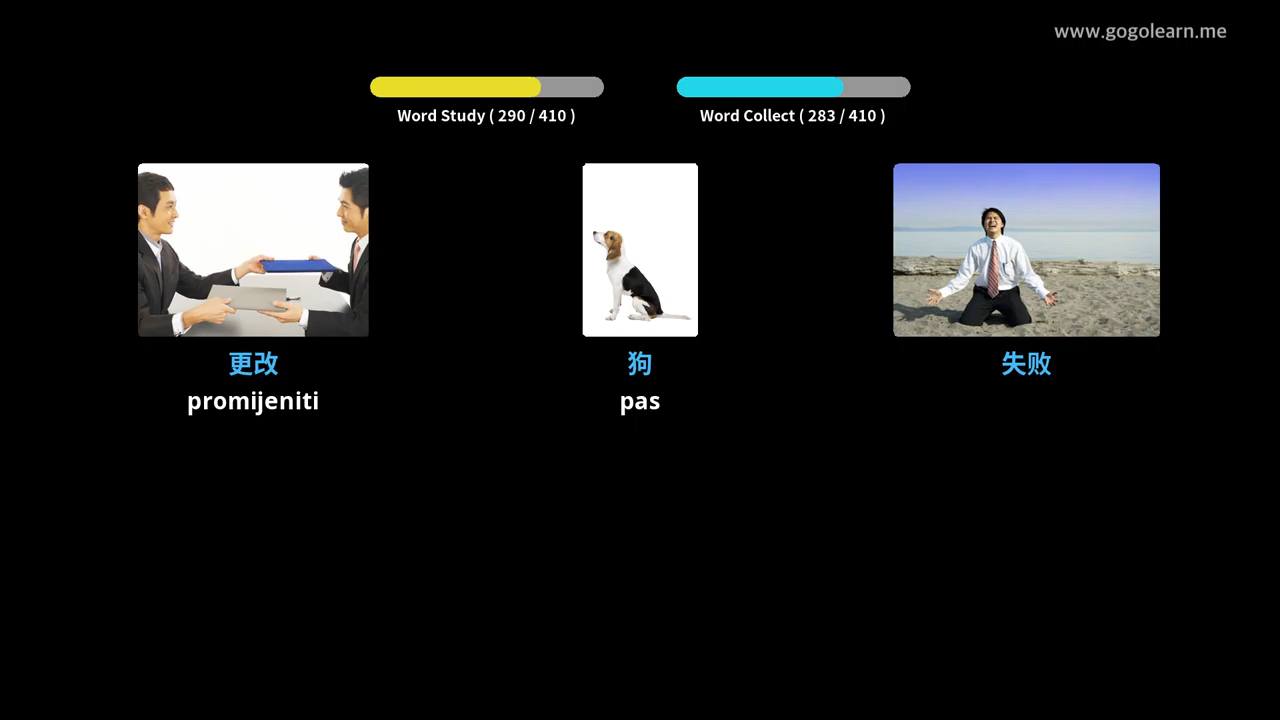 www.gogolearn.me
Word Study ( 290 / 410 )
Word Collect ( 283 / 410 )
更改
promijeniti
狗
pas
失败